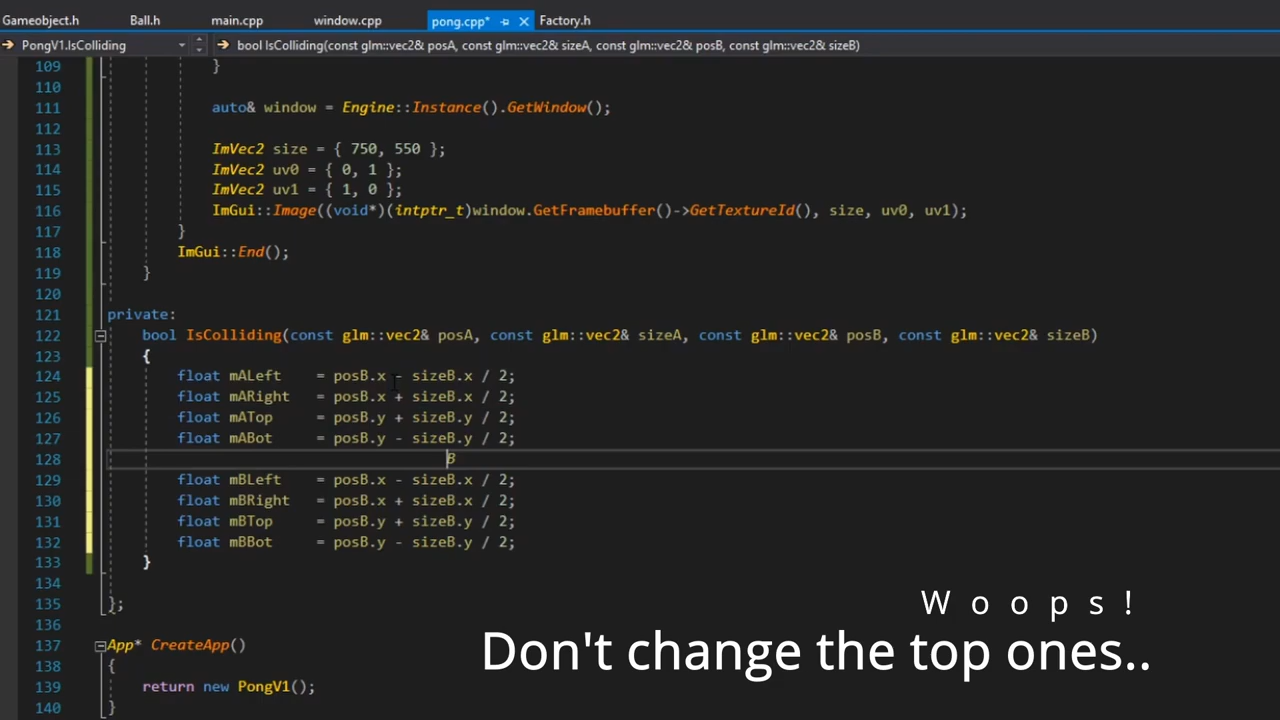 Gameobject.h Ball.h main.cpp window.cpp pong.cpp* Factory.h
PongV1.IsColliding bool IsColliding(const glm::vec2& posA, const glm::vec2& sizeA, const glm::vec2& posB, const glm::vec2& sizeB)
109 }
110
111 auto& window = Engine::Instance().GetWindow();
112
113 ImVec2 size = { 750, 550 };
114 ImVec2 uv0 = { 0, 1 };
115 ImVec2 uv1 = { 1, 0 };
116 ImGui::Image((void*)(intptr_t)window.GetFramebuffer()->GetTextureId(), size, uv0, uv1);
117 }
118 ImGui::End();
119 }
120
121 private:
122 bool IsColliding(const glm::vec2& posA, const glm::vec2& sizeA, const glm::vec2& posB, const glm::vec2& sizeB)
123 {
124 float mALeft = posB.x - sizeB.x / 2;
125 float mARight = posB.x + sizeB.x / 2;
126 float mATop = posB.y + sizeB.y / 2;
127 float mABot = posB.y - sizeB.y / 2;
128 B
129 float mBLeft = posB.x - sizeB.x / 2;
130 float mBRight = posB.x + sizeB.x / 2;
131 float mBTop = posB.y + sizeB.y / 2;
132 float mBBot = posB.y - sizeB.y / 2;
133 }
134
135 };
136
137 App* CreateApp()
138 {
139 return new PongV1();
140 }
Woops!
Don't change the top ones..